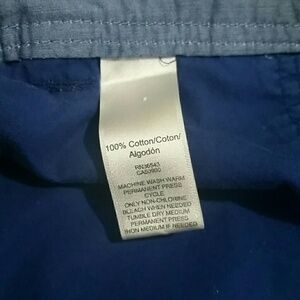 100% Cotton/Coton/
Algodón
RN36543
MACHINE WASH WARM
PERMANENT PRESS
CYCLE
ONLY NON-CHLORINE
BLEACH WHEN NEEDED
TUMBLE DRY MEDIUM
PERMANENT PRESS
IRON MEDIUM IF NEEDED